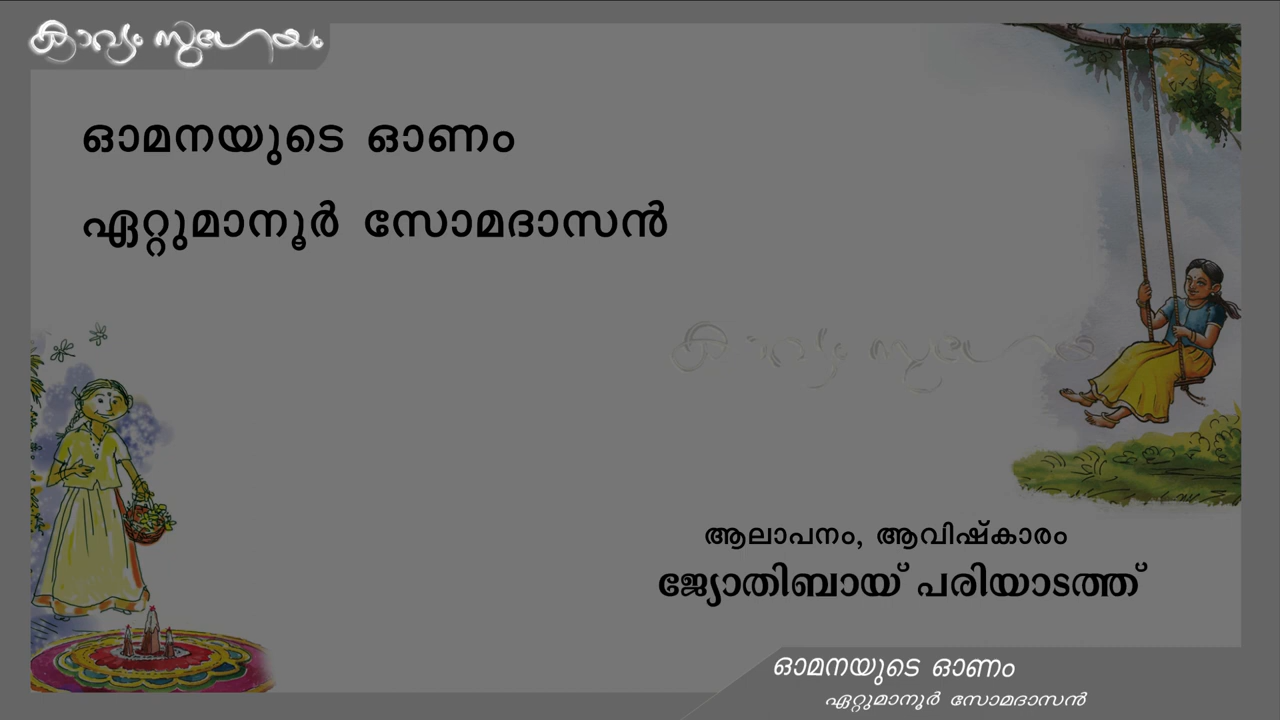 കാവ്യം സുഗേയം
ഓമനയുടെ ഓണം
ഏറ്റുമാനൂർ സോമദാസൻ
കാവ്യം സുഗേയം
ആലാപനം, ആവിഷ്കാരം
ജ്യോതിബായ് പരിയാടത്ത്
ഓമനയുടെ ഓണം
ഏറ്റുമാനൂർ സോമദാസൻ